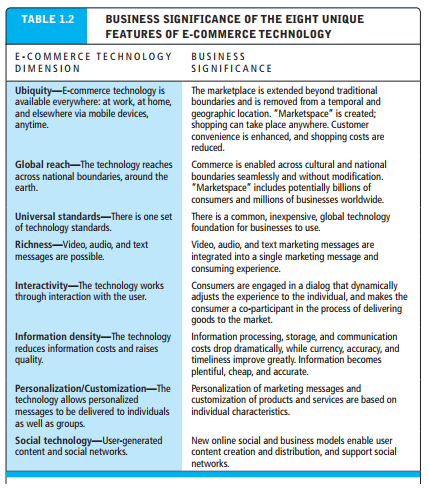 TABLE 1.2
BUSINESS SIGNIFICANCE OF THE EIGHT UNIQUE
FEATURES OF E-COMMERCE TECHNOLOGY
E-COMMERCE TECHNOLOGY
DIMENSION
BUSINESS
SIGNIFICANCE
Ubiquity—E-commerce technology is
available everywhere: at work, at home,
and elsewhere via mobile devices,
anytime.
The marketplace is extended beyond traditional
boundaries and is removed from a temporal and
geographic location. "Marketspace" is created;
shopping can take place anywhere. Customer
convenience is enhanced, and shopping costs are
reduced.
Global reach—The technology reaches
across national boundaries, around the
earth.
Commerce is enabled across cultural and national
boundaries seamlessly and without modification.
"Marketspace" includes potentially billions of
consumers and millions of businesses worldwide.
Universal standards—There is one set
of technology standards.
There is a common, inexpensive, global technology
foundation for businesses to use.
Richness—Video, audio, and text
messages are possible.
Video, audio, and text marketing messages are
integrated into a single marketing message and
consuming experience.
Interactivity—The technology works
through interaction with the user.
Consumers are engaged in a dialog that dynamically
adjusts the experience to the individual, and makes the
consumer a co-participant in the process of delivering
goods to the market.
Information density—The technology
reduces information costs and raises
quality.
Information processing, storage, and communication
costs drop dramatically, while currency, accuracy, and
timeliness improve greatly. Information becomes
plentiful, cheap, and accurate.
Personalization/Customization—The
technology allows personalized
messages to be delivered to individuals
as well as groups.
Personalization of marketing messages and
customization of products and services are based on
individual characteristics.
Social technology—User-generated
content and social networks.
New online social and business models enable user
content creation and distribution, and support social
networks.